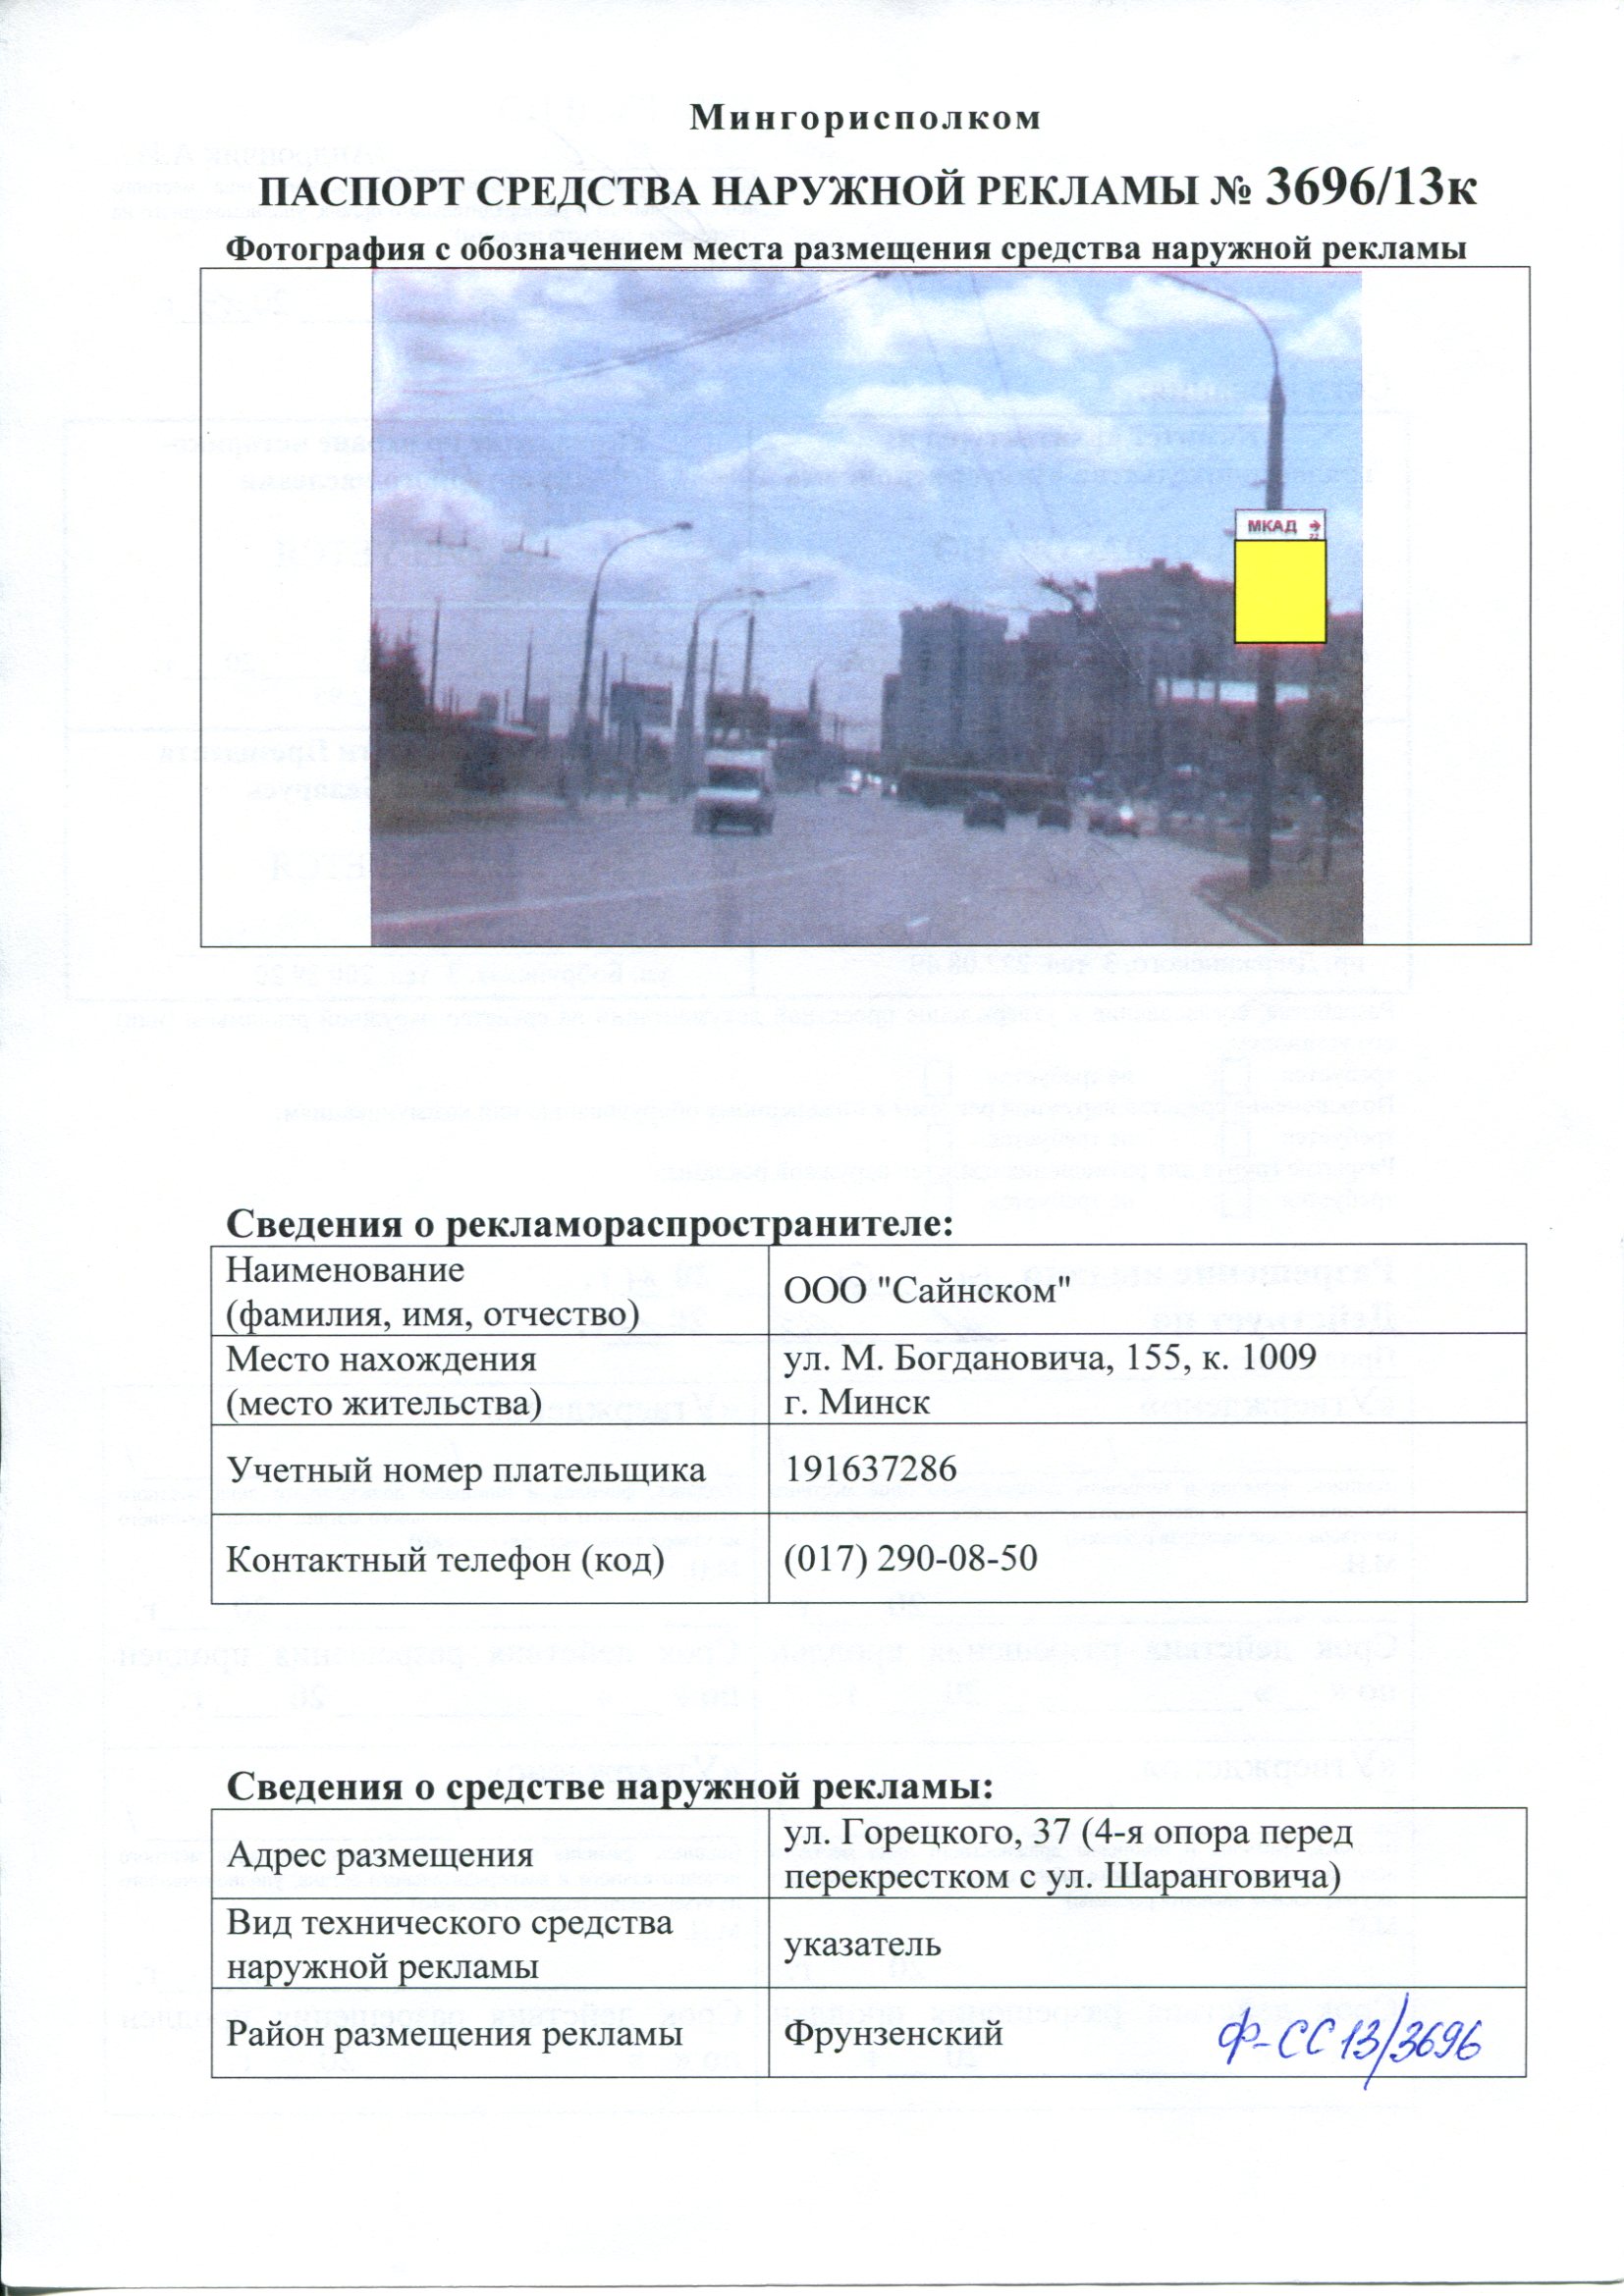 Мингорисполком
ПАСПОРТ СРЕДСТВА НАРУЖНОЙ РЕКЛАМЫ № 3696/13к
Фотография с обозначением места размещения средства наружной рекламы
МКАД →
22
Сведения о рекламораспространителе:
Наименование
(фамилия, имя, отчество)
ООО "Сайнском"
Место нахождения
(место жительства)
ул. М. Богдановича, 155, к. 1009
г. Минск
Учетный номер плательщика
191637286
Контактный телефон (код)
(017) 290-08-50
Сведения о средстве наружной рекламы:
Адрес размещения
ул. Горецкого, 37 (4-я опора перед
перекрестком с ул. Шаранговича)
Вид технического средства
наружной рекламы
указатель
Район размещения рекламы
Фрунзенский
Ф-СС13/3696